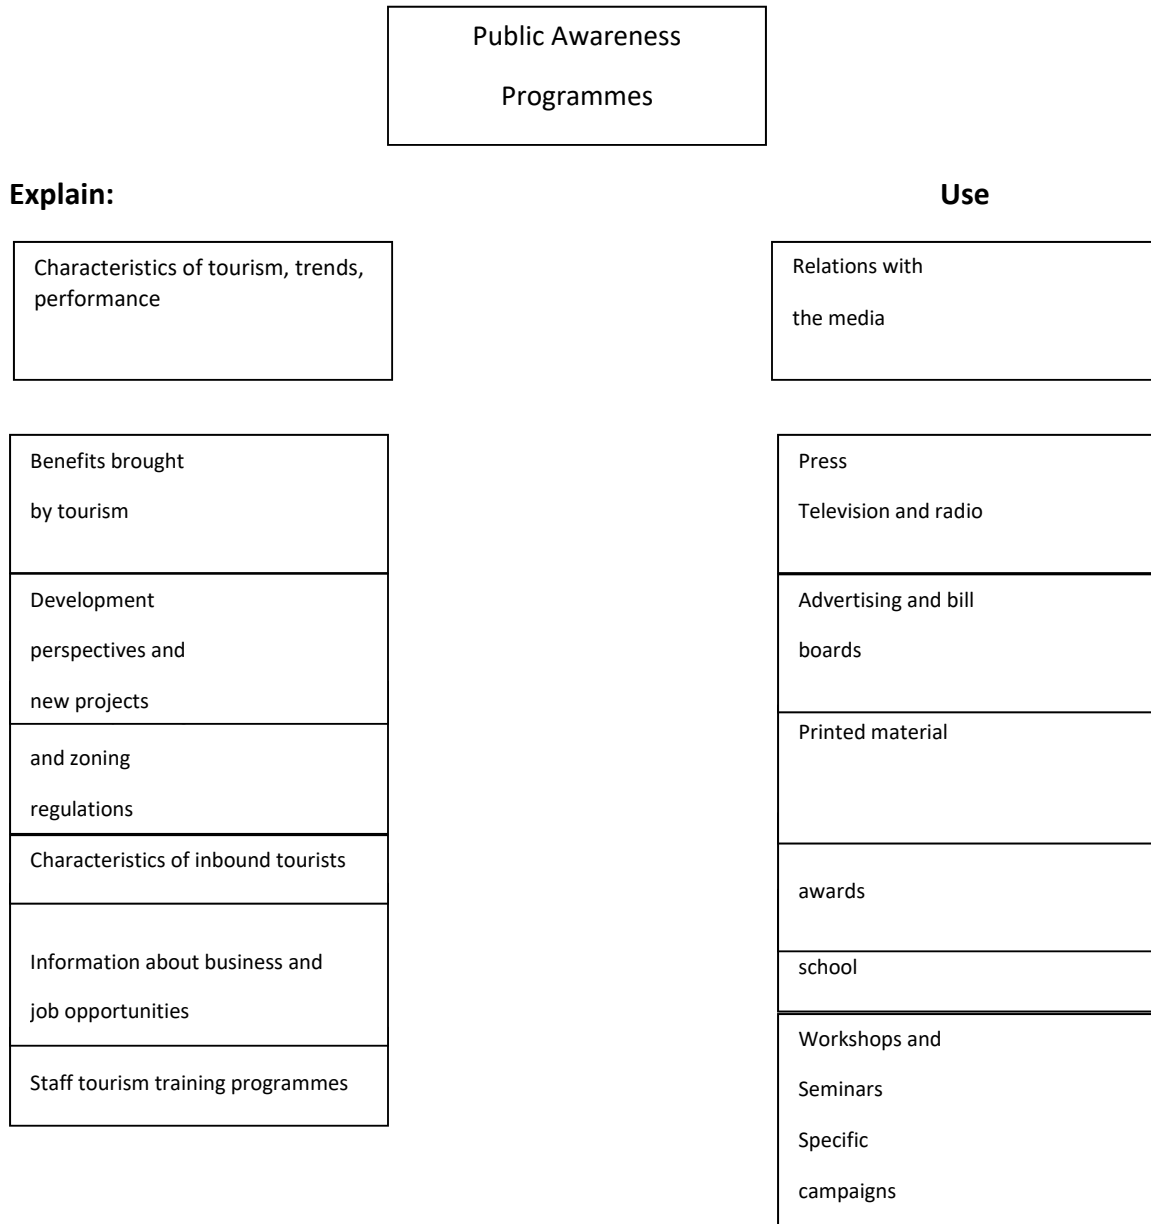 Public Awareness
Programmes
Explain:
Use
Characteristics of tourism, trends,
performance
Relations with
the media
Benefits brought
by tourism
Press
Television and radio
Development
perspectives and
new projects
Advertising and bill
boards
and zoning
regulations
Printed material
Characteristics of inbound tourists
awards
Information about business and
job opportunities
school
Staff tourism training programmes
Workshops and
Seminars
Specific
campaigns